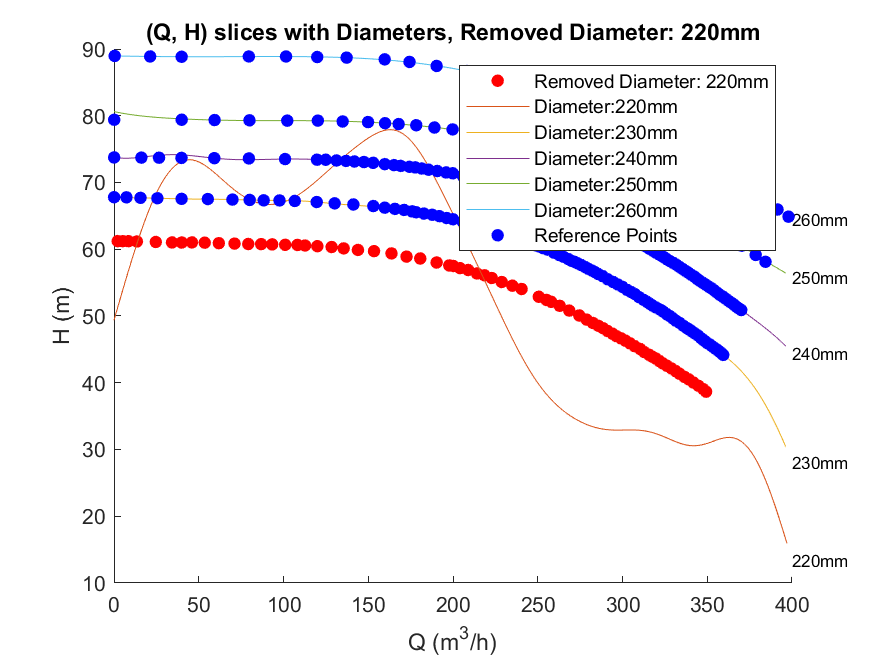 (Q, H) slices with Diameters, Removed Diameter: 220mm
H (m)
90
80
70
60
50
40
30
20
10
Removed Diameter: 220mm
Diameter:220mm
Diameter:230mm
Diameter:240mm
Diameter:250mm
Diameter:260mm
Reference Points
260mm
250mm
240mm
230mm
220mm
0 50 100 150 200 250 300 350 400
Q (m³/h)